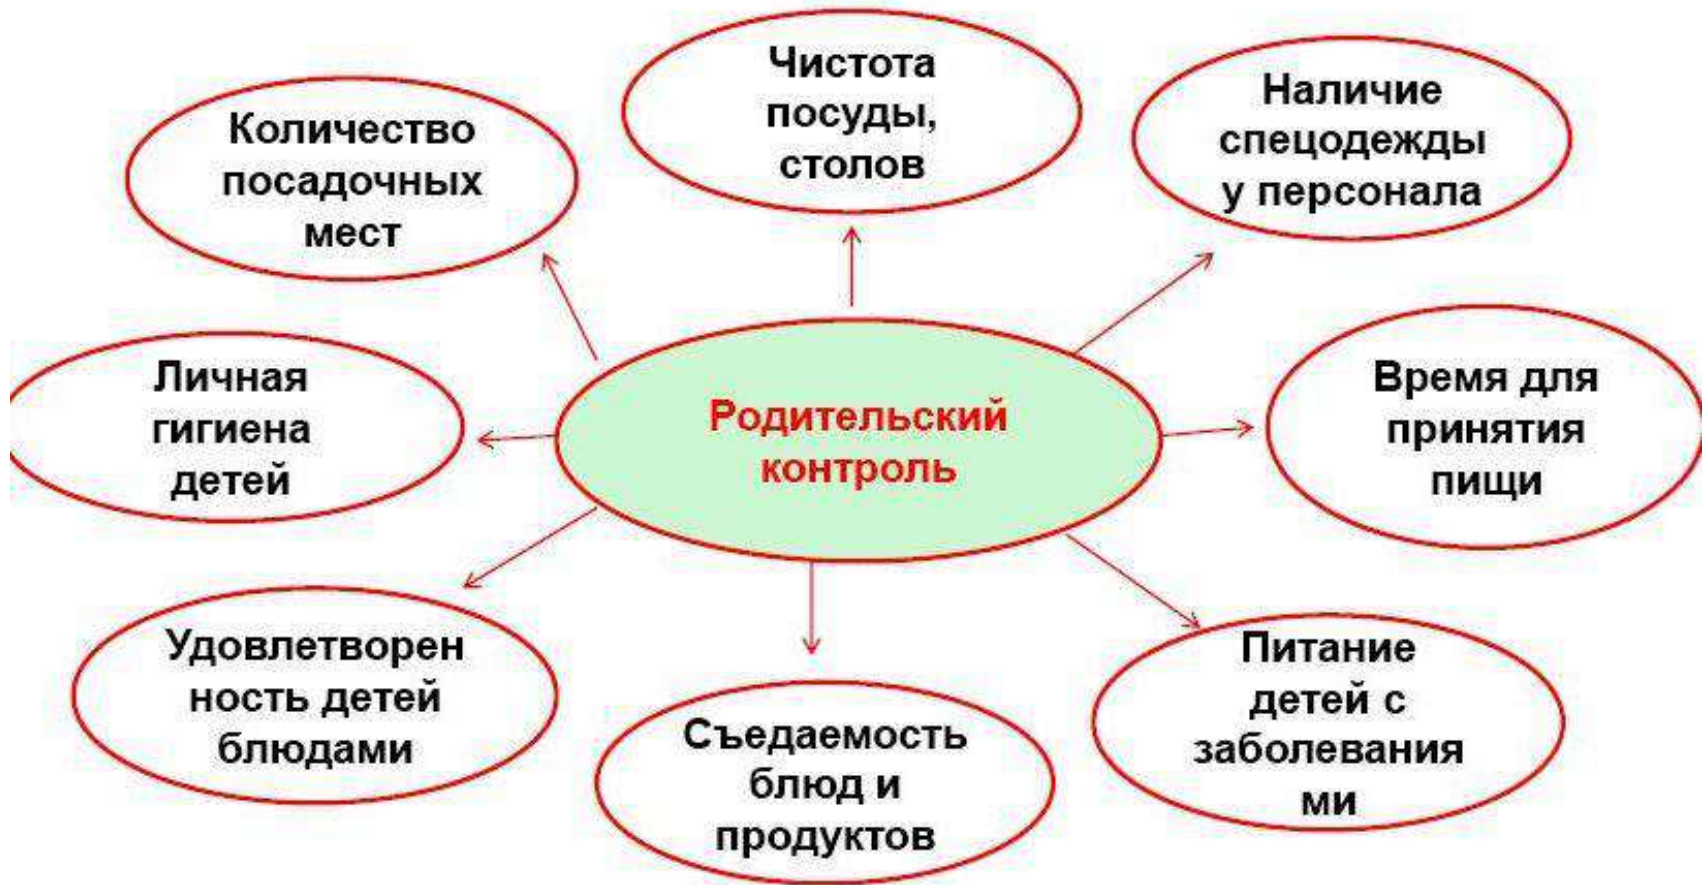 Чистота
посуды,
столов
Количество
посадочных
мест
Наличие
спецодежды
у персонала
Личная
гигиена
детей
Родительский
контроль
Время для
принятия
пищи
Удовлетворен
ность детей
блюдами
Съедаемость
блюд и
продуктов
Питание
детей с
заболевания
ми